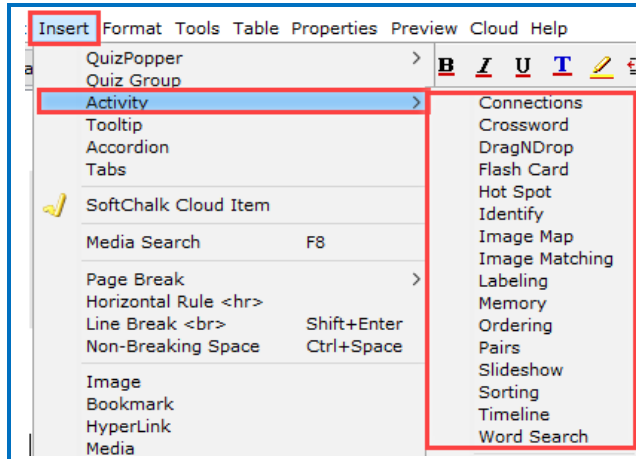 Insert Format Tools Table Properties Preview Cloud Help
B I U T
QuizPopper >
Quiz Group
Activity >
Tooltip
Accordion
Tabs
SoftChalk Cloud Item
Media Search F8
Page Break >
Horizontal Rule <hr>
Line Break <br> Shift+Enter
Non-Breaking Space Ctrl+Space
Image
Bookmark
HyperLink
Media
Connections
Crossword
DragNDrop
Flash Card
Hot Spot
Identify
Image Map
Image Matching
Labeling
Memory
Ordering
Pairs
Slideshow
Sorting
Timeline
Word Search